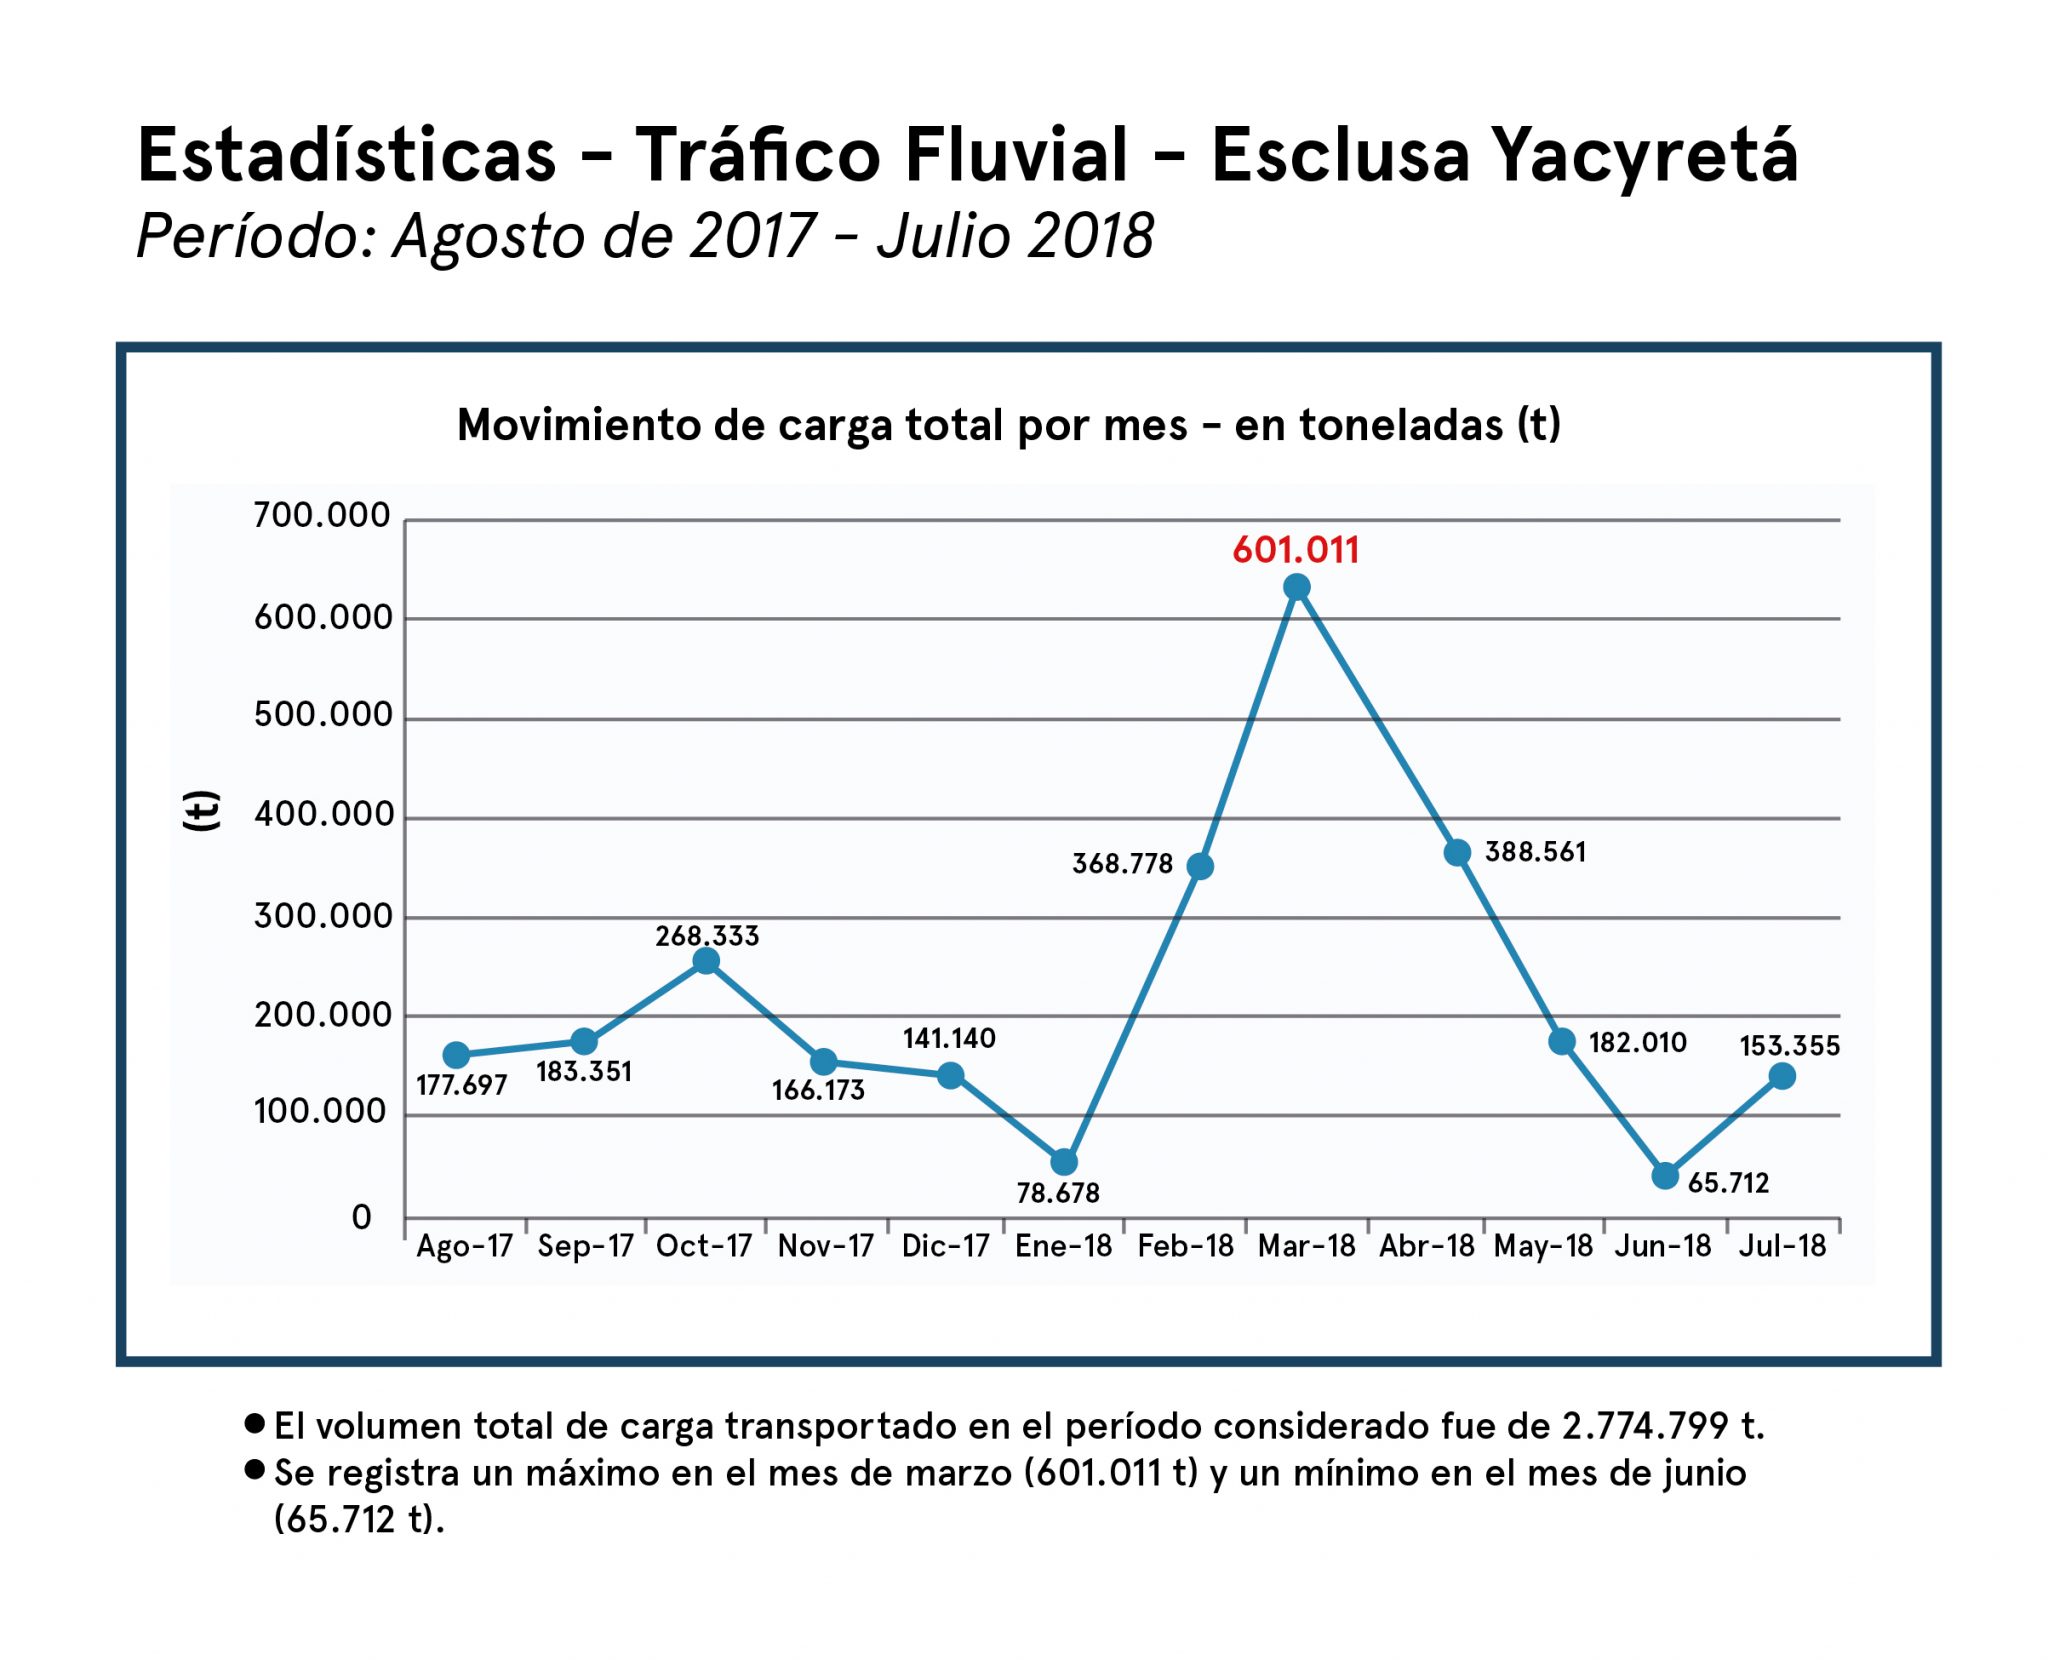 Estadísticas – Tráfico Fluvial – Esclusa Yacyretá
Período: Agosto de 2017 - Julio 2018
Movimiento de carga total por mes – en toneladas (t)
700.000
600.000
500.000
400.000
300.000
200.000
100.000
0
(t)
177.697
183.351
268.333
166.173
141.140
78.678
368.778
601.011
388.561
182.010
65.712
153.355
Ago-17 Sep-17 Oct-17 Nov-17 Dic-17 Ene-18 Feb-18 Mar-18 Abr-18 May-18 Jun-18 Jul-18
● El volumen total de carga transportado en el período considerado fue de 2.774.799 t.
● Se registra un máximo en el mes de marzo (601.011 t) y un mínimo en el mes de junio
(65.712 t).